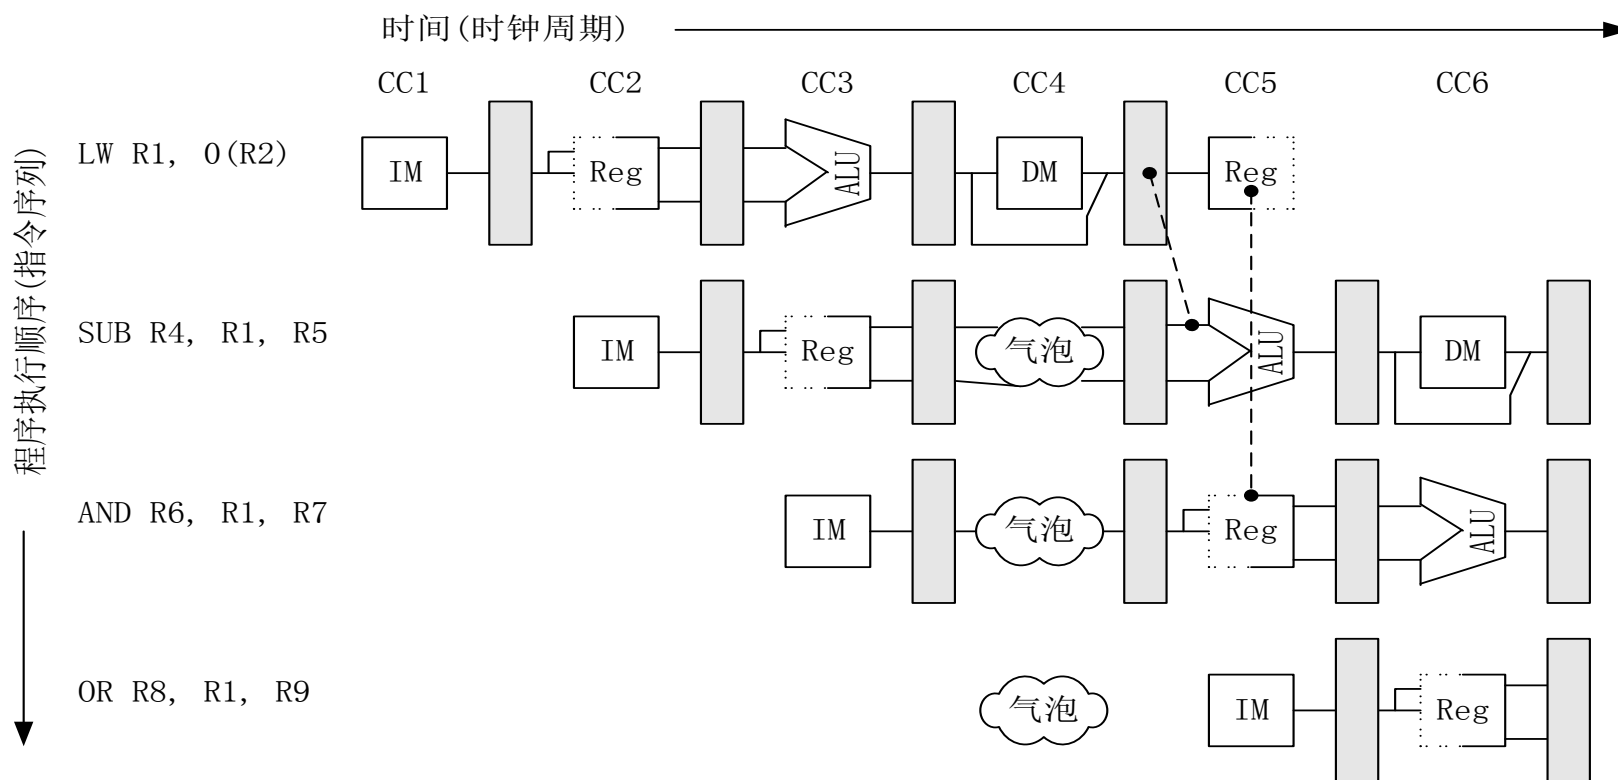 时间(时钟周期)
CC1 CC2 CC3 CC4 CC5 CC6
程序执行顺序(指令序列)
LW R1, 0(R2)
IM Reg ALU DM Reg
SUB R4, R1, R5
IM Reg 气泡 ALU DM
AND R6, R1, R7
IM 气泡 Reg ALU
OR R8, R1, R9
气泡 IM Reg